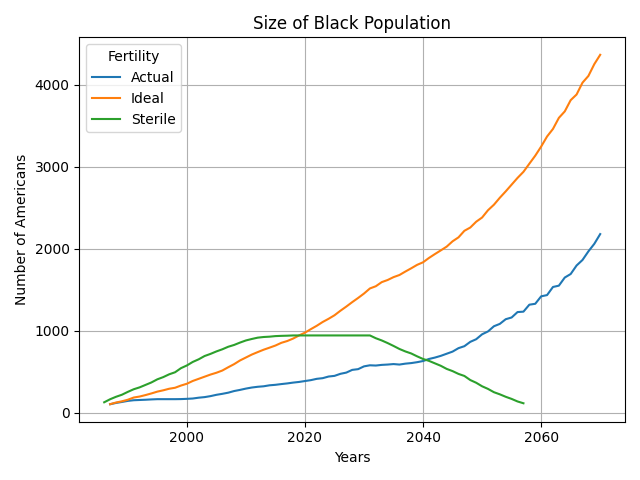 Size of Black Population
Fertility
Actual
Ideal
Sterile
Number of Americans
4000
3000
2000
1000
0
2000
2020
2040
2060
Years